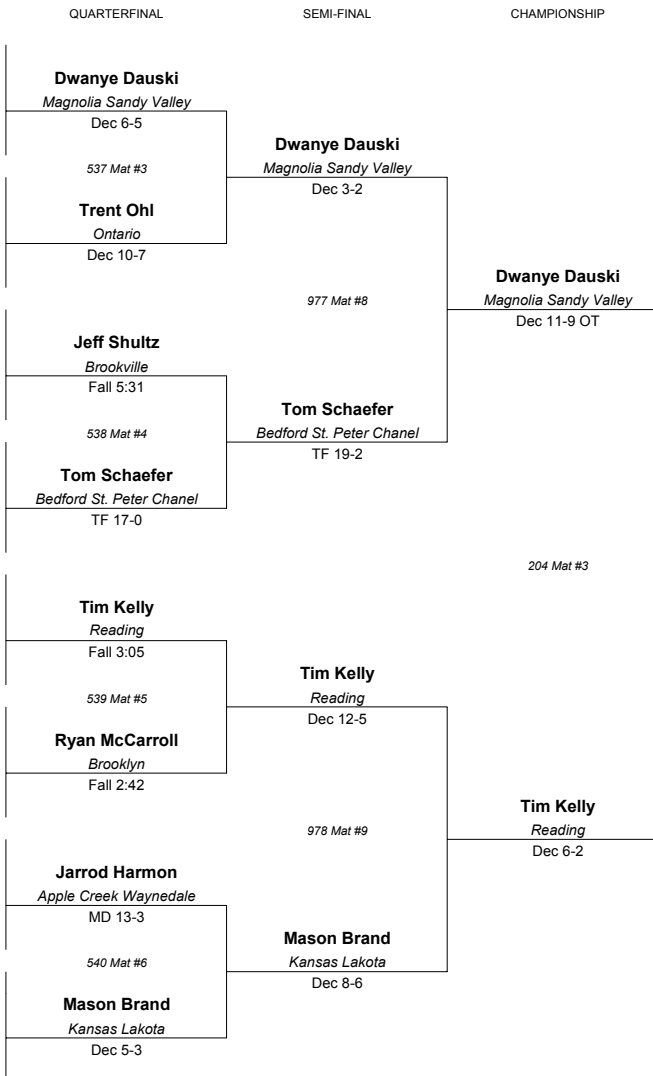 QUARTERFINAL
SEMI-FINAL
CHAMPIONSHIP
Dwanye Dauski
Magnolia Sandy Valley
Dec 6-5
537 Mat #3
Trent Ohl
Ontario
Dec 10-7
Jeff Shultz
Brookville
Fall 5:31
538 Mat #4
Tom Schaefer
Bedford St. Peter Chanel
TF 17-0
Tim Kelly
Reading
Fall 3:05
539 Mat #5
Ryan McCarroll
Brooklyn
Fall 2:42
Jarrod Harmon
Apple Creek Waynedale
MD 13-3
540 Mat #6
Mason Brand
Kansas Lakota
Dec 5-3
Dwanye Dauski
Magnolia Sandy Valley
Dec 3-2
977 Mat #8
Tom Schaefer
Bedford St. Peter Chanel
TF 19-2
Tim Kelly
Reading
Dec 12-5
978 Mat #9
Mason Brand
Kansas Lakota
Dec 8-6
Dwanye Dauski
Magnolia Sandy Valley
Dec 11-9 OT
204 Mat #3
Tim Kelly
Reading
Dec 6-2